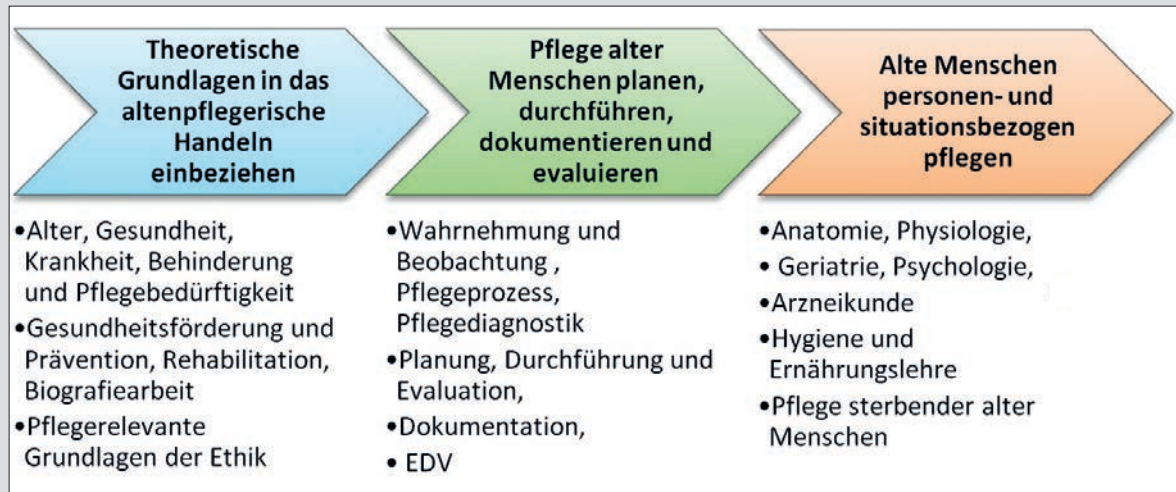 Theoretische
Grundlagen in das
altenpflegerische
Handeln
einbeziehen
•Alter, Gesundheit,
Krankheit, Behinderung
und Pflegebedürftigkeit
•Gesundheitsförderung und
Prävention, Rehabilitation,
Biografiearbeit
•Pflegerelevante
Grundlagen der Ethik
Pflege alter
Menschen planen,
durchführen,
dokumentieren und
evaluieren
•Wahrnehmung und
Beobachtung ,
Pflegeprozess,
Pflegediagnostik
•Planung, Durchführung und
Evaluation,
•Dokumentation,
• EDV
Alte Menschen
personen- und
situationsbezogen
pflegen
•Anatomie, Physiologie,
• Geriatrie, Psychologie,
•Arzneikunde
•Hygiene und
Ernährungslehre
•Pflege sterbender alter
Menschen